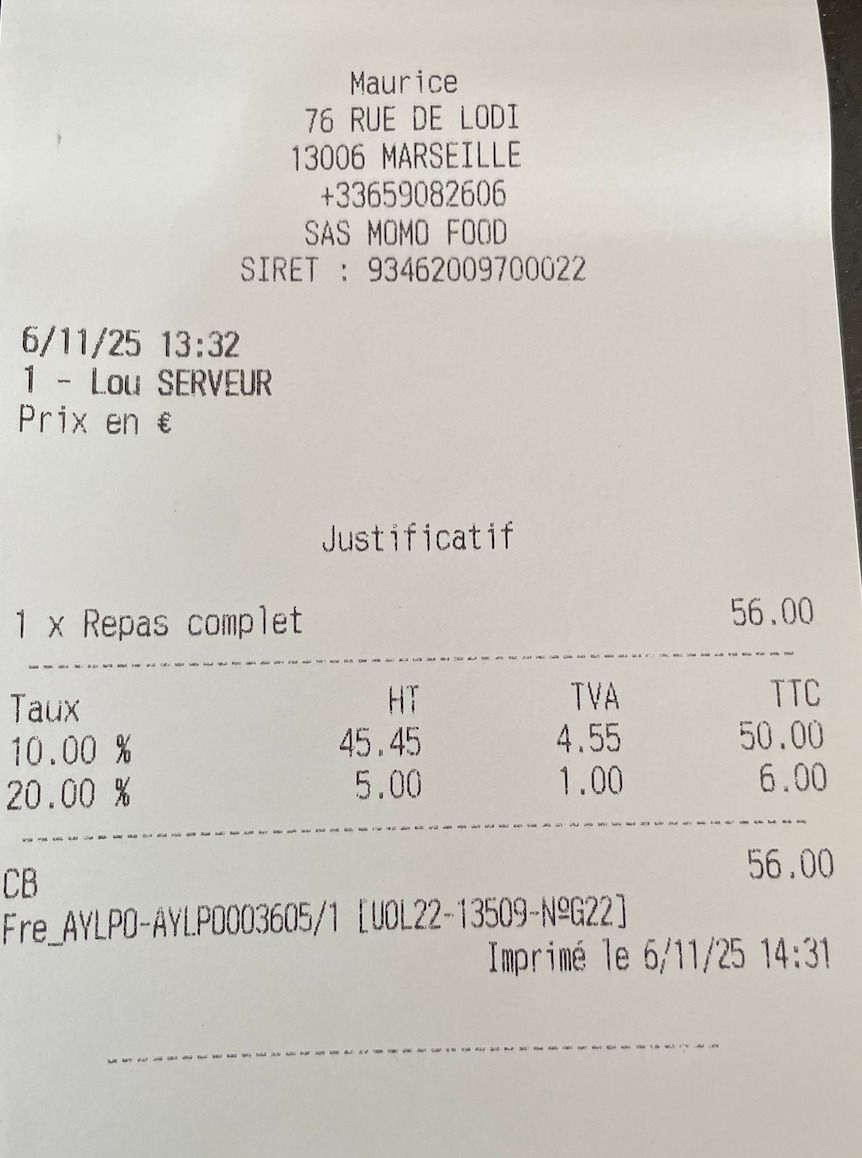 Maurice
76 RUE DE LODI
13006 MARSEILLE
+33659082606
SAS MOMO FOOD
SIRET : 93462009700022
6/11/25 13:32
1 - Lou SERVEUR
Prix en €
Justificatif
1 x Repas complet 56.00
Taux HT TVA TTC
10.00 % 45.45 4.55 50.00
20.00 % 5.00 1.00 6.00
CB 56.00
Fre_AYLPO-AYLPO003605/1 [UOL22-13509-NºG22]
Imprimé le 6/11/25 14:31